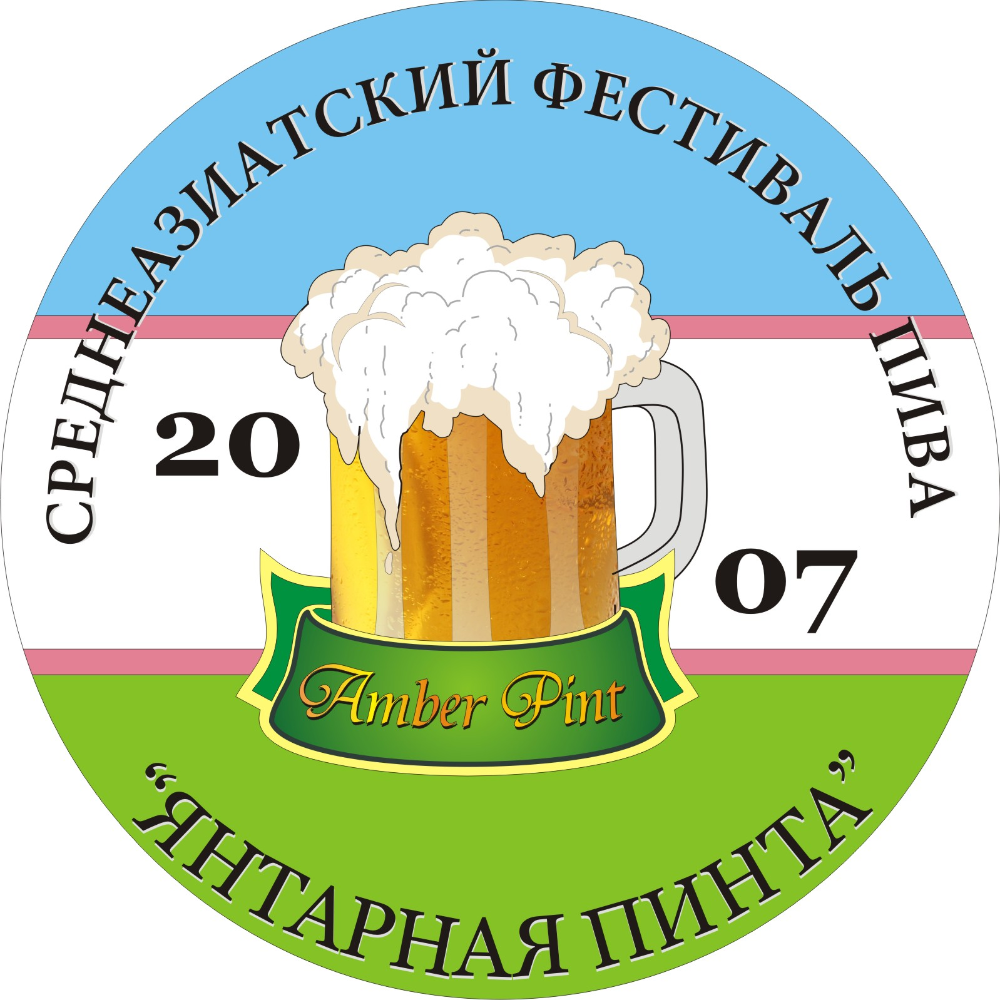 СРЕДНЕАЗИАТСКИЙ ФЕСТИВАЛЬ ПИВА
20
07
Amber Pint
“ЯНТАРНАЯ ПИНТА”